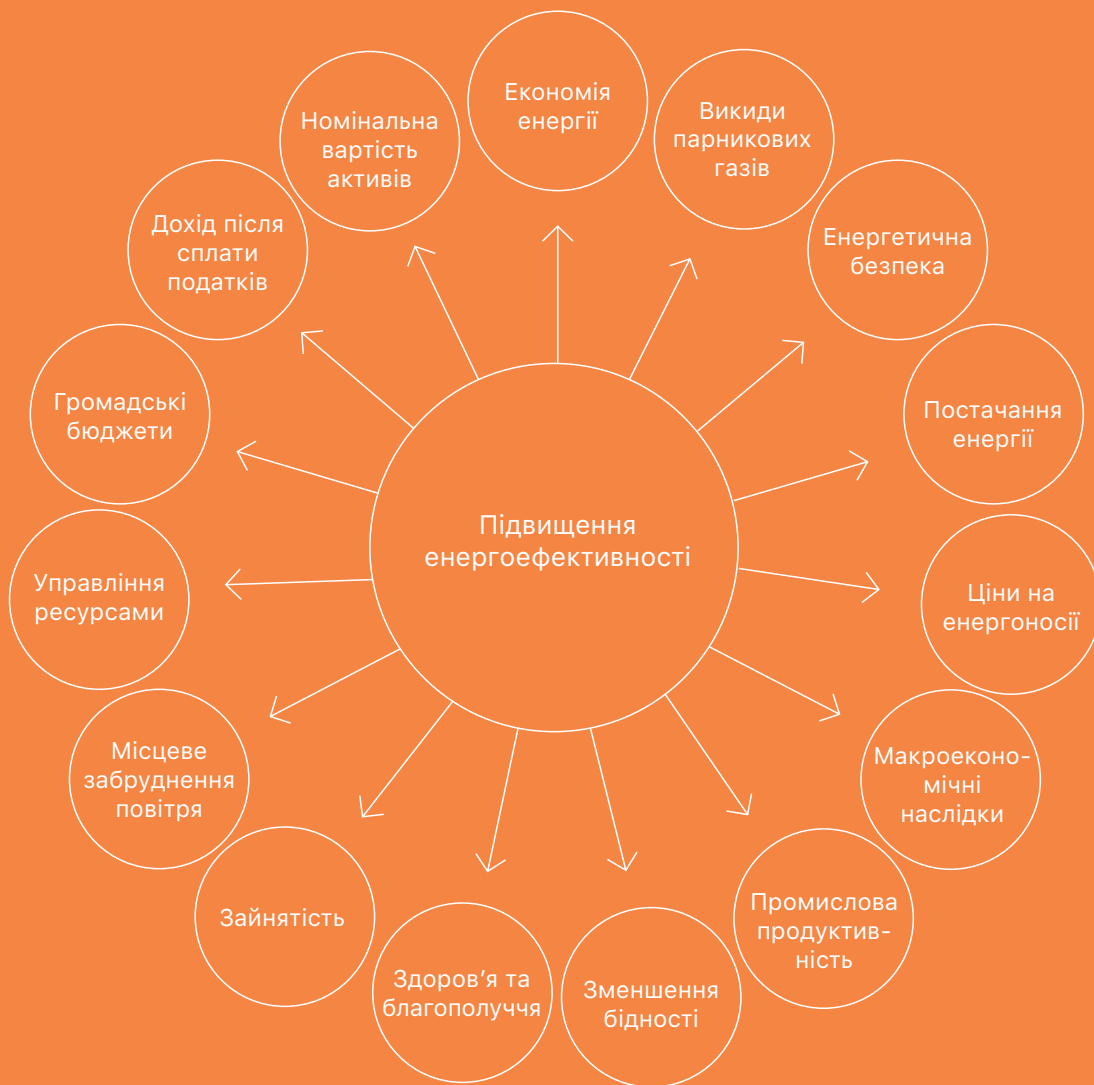 Економія
енергії
Викиди
парникових
газів
Енергетична
безпека
Постачання
енергії
Ціни на
енергоносії
Макроеконо-
мічні
наслідки
Промислова
продуктив-
ність
Зменшення
бідності
Здоров’я та
благополуччя
Зайнятість
Місцеве
забруднення
повітря
Управління
ресурсами
Громадські
бюджети
Дохід після
сплати
податків
Номінальна
вартість
активів
Підвищення
енергоефективності